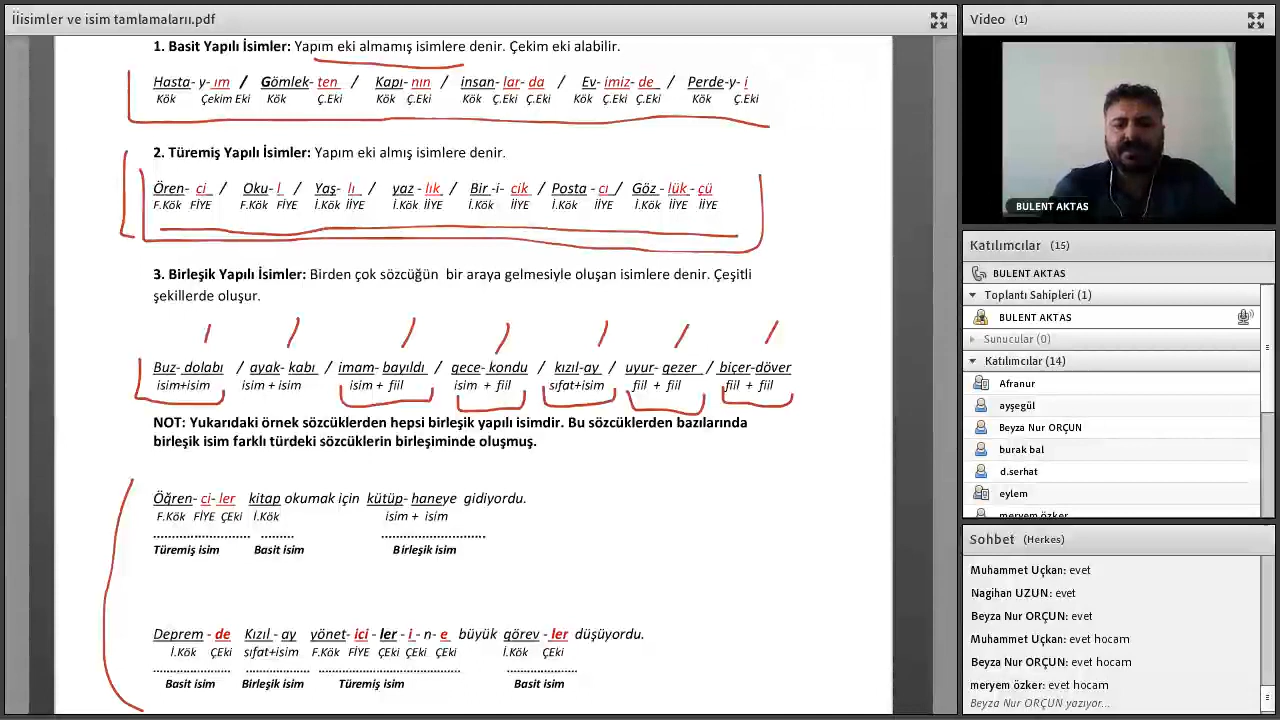 İİisimler ve isim tamlamalarıı.pdf
1. Basit Yapılı İsimler: Yapım eki almamış isimlere denir. Çekim eki alabilir.
Hasta- y-ım / Gömlek- ten / Kapı- nın / insan- lar- da / Ev- imiz- de / Perde-y- i
Kök Çekim Eki Kök Ç.Eki Kök Ç.Eki Kök Ç.Eki Ç.Eki Kök Ç.Eki Ç.Eki Kök Ç.Eki
2. Türemiş Yapılı İsimler: Yapım eki almış isimlere denir.
Ören- ci / Oku- l / Yaş- lı / yaz - lık / Bir -i- cik / Posta - cı / Göz - lük - çü
F.Kök FİYE F.Kök FİYE İ.Kök İİYE İ.Kök İİYE İ.Kök İİYE İ.Kök İİYE İ.Kök İİYE İİYE
3. Birleşik Yapılı İsimler: Birden çok sözcüğün bir araya gelmesiyle oluşan isimlere denir. Çeşitli
şekillerde oluşur.
Buz- dolabı / ayak- kabı / imam- bayıldı / gece- kondu / kızıl-ay / uyur- gezer / biçer-döver
isim+isim isim + isim isim + fiil isim + fiil sıfat+isim fiil + fiil fiil + fiil
NOT: Yukarıdaki örnek sözcüklerden hepsi birleşik yapılı isimdir. Bu sözcüklerden bazılarında
birleşik isim farklı türdeki sözcüklerin birleşiminde oluşmuş.
Öğren- ci- ler kitap okumak için kütüp- haneye gidiyordu.
F.Kök FİYE ÇEki İ.Kök isim + isim
Türemiş isim Basit isim Birleşik isim
Deprem - de Kızıl - ay yönet- ici - ler - i - n- e büyük görev - ler düşüyordu.
İ.Kök ÇEki sıfat+isim F.Kök FİYE ÇEki ÇEki ÇEki İ.Kök ÇEki
Basit isim Birleşik isim Türemiş isim Basit isim
Video (1)
BULENT AKTAS
Katılımcılar (15)
BULENT AKTAS
Toplantı Sahipleri (1)
BULENT AKTAS
Sunucular (0)
Katılımcılar (14)
Afranur
ayşegül
Beyza Nur ORÇUN
burak bal
d.serhat
eylem
meryem özker
Sohbet (Herkes)
Muhammet Uçkan: evet
Nagihan UZUN: evet
Beyza Nur ORÇUN: evet
Muhammet Uçkan: evet hocam
Beyza Nur ORÇUN: evet hocam
meryem özker: evet hocam
Beyza Nur ORÇUN yazıyor...